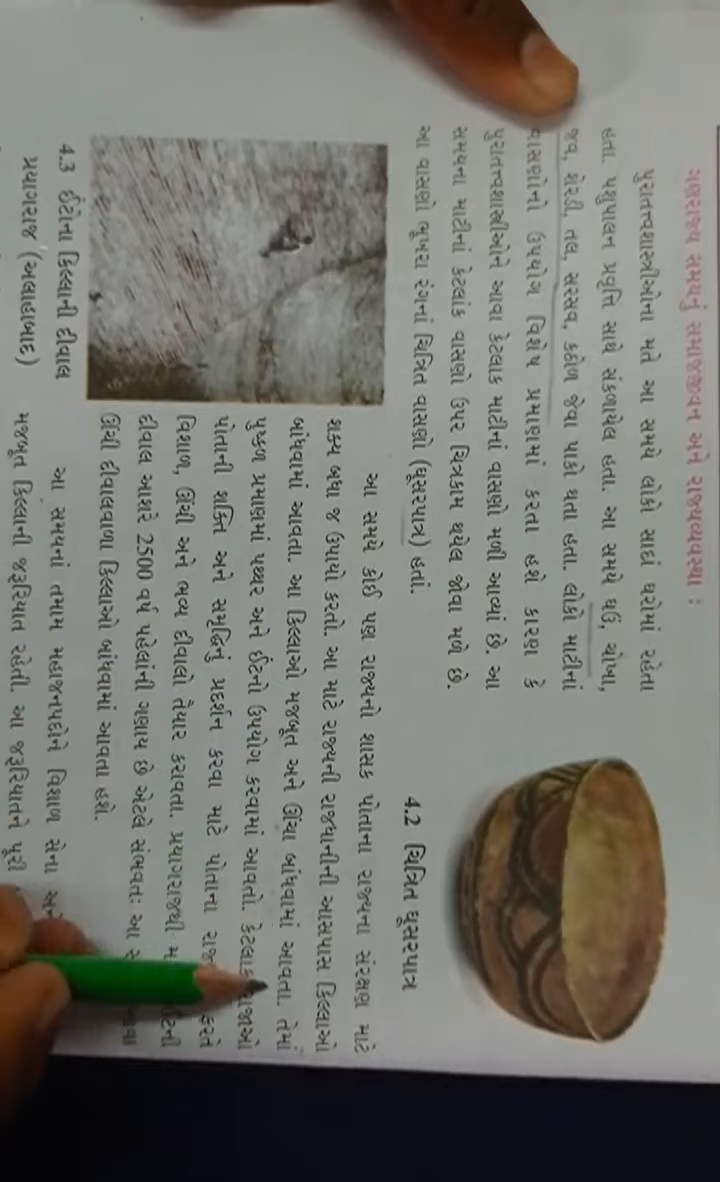 ગણરાજ્ય સમયનું સમાજજીવન અને રાજ્યવ્યવસ્થા :
પુરાતત્ત્વશાસ્ત્રીઓના મતે આ સમયે લોકો સાદાં ઘરોમાં રહેતા
હતા. પશુપાલન પ્રવૃત્તિ સાથે સંકળાયેલ હતા. આ સમયે ઘઉં, ચોખા,
જવ, શેરડી, તલ, સરસવ, કઠોળ જેવા પાકો થતા હતા. લોકો માટીનાં
વાસણોનો ઉપયોગ વિશેષ પ્રમાણમાં કરતા હશે કારણ કે
પુરાતત્ત્વશાસ્ત્રીઓને આવા કેટલાક માટીનાં વાસણો મળી આવ્યાં છે. આ
સમયના માટીનાં કેટલાંક વાસણો ઉપર ચિત્રકામ થયેલ જોવા મળે છે.
આ વાસણો ભૂખરા રંગનાં ચિત્રિત વાસણો (ધૂસરપાત્ર) હતાં.
4.2 ચિત્રિત ધૂસરપાત્ર
આ સમયે કોઈ પણ રાજ્યનો શાસક પોતાના રાજ્યના સંરક્ષણ માટે
શક્ય બધા જ ઉપાયો કરતો. આ માટે રાજ્યની રાજધાનીની આસપાસ કિલ્લાઓ
બાંધવામાં આવતા. આ કિલ્લાઓ મજબૂત અને ઊંચા બાંધવામાં આવતા. તેમાં
પુષ્કળ પ્રમાણમાં પથ્થર અને ઈંટનો ઉપયોગ કરવામાં આવતો. કેટલાક રાજાઓ
પોતાની શક્તિ અને સમૃદ્ધિનું પ્રદર્શન કરવા માટે પોતાના ફરતે
વિશાળ, ઊંચી અને ભવ્ય દીવાલો તૈયાર કરાવતા. પ્રયાગરાજથી ઈંટની
દીવાલ આશરે 2500 વર્ષ પહેલાંની ગણાય છે એટલે સંભવતઃ આ
ઊંચી દીવાલવાળા કિલ્લાઓ બાંધવામાં આવતા હશે.
4.3 ઈંટોના કિલ્લાની દીવાલ
પ્રયાગરાજ (અલાહાબાદ)
આ સમયનાં તમામ મહાજનપદોને વિશાળ સેના અને
મજબૂત કિલ્લાની જરૂરિયાત રહેતી. આ જરૂરિયાતને પૂરી